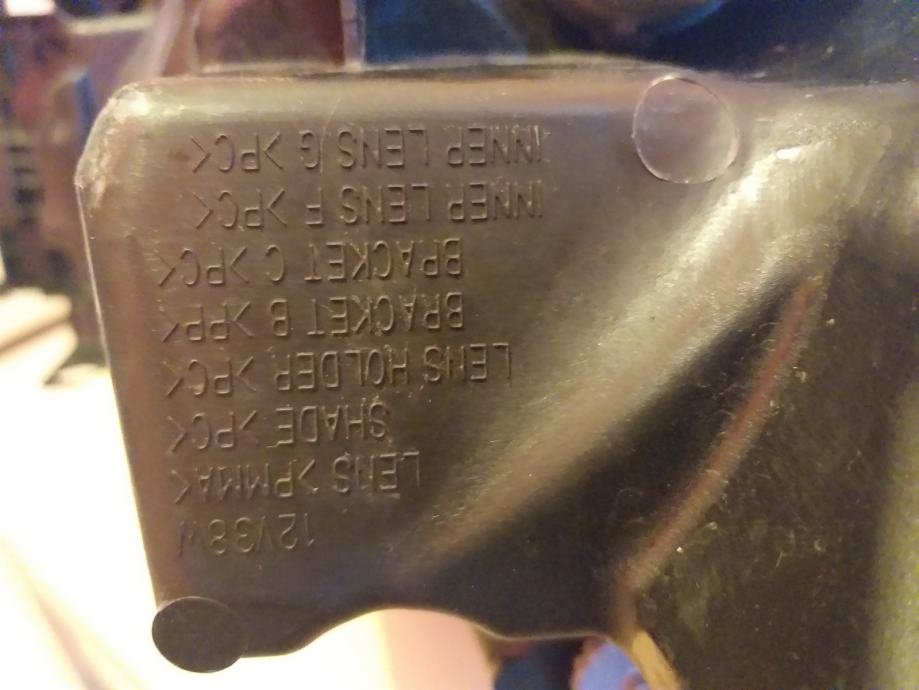 12V38W
LENS >PMMA<
SHADE >PC<
LENS HOLDER >PC<
BRACKET B >PP<
BRACKET C >PC<
INNER LENS F >PC<
INNER LENS G >PC<